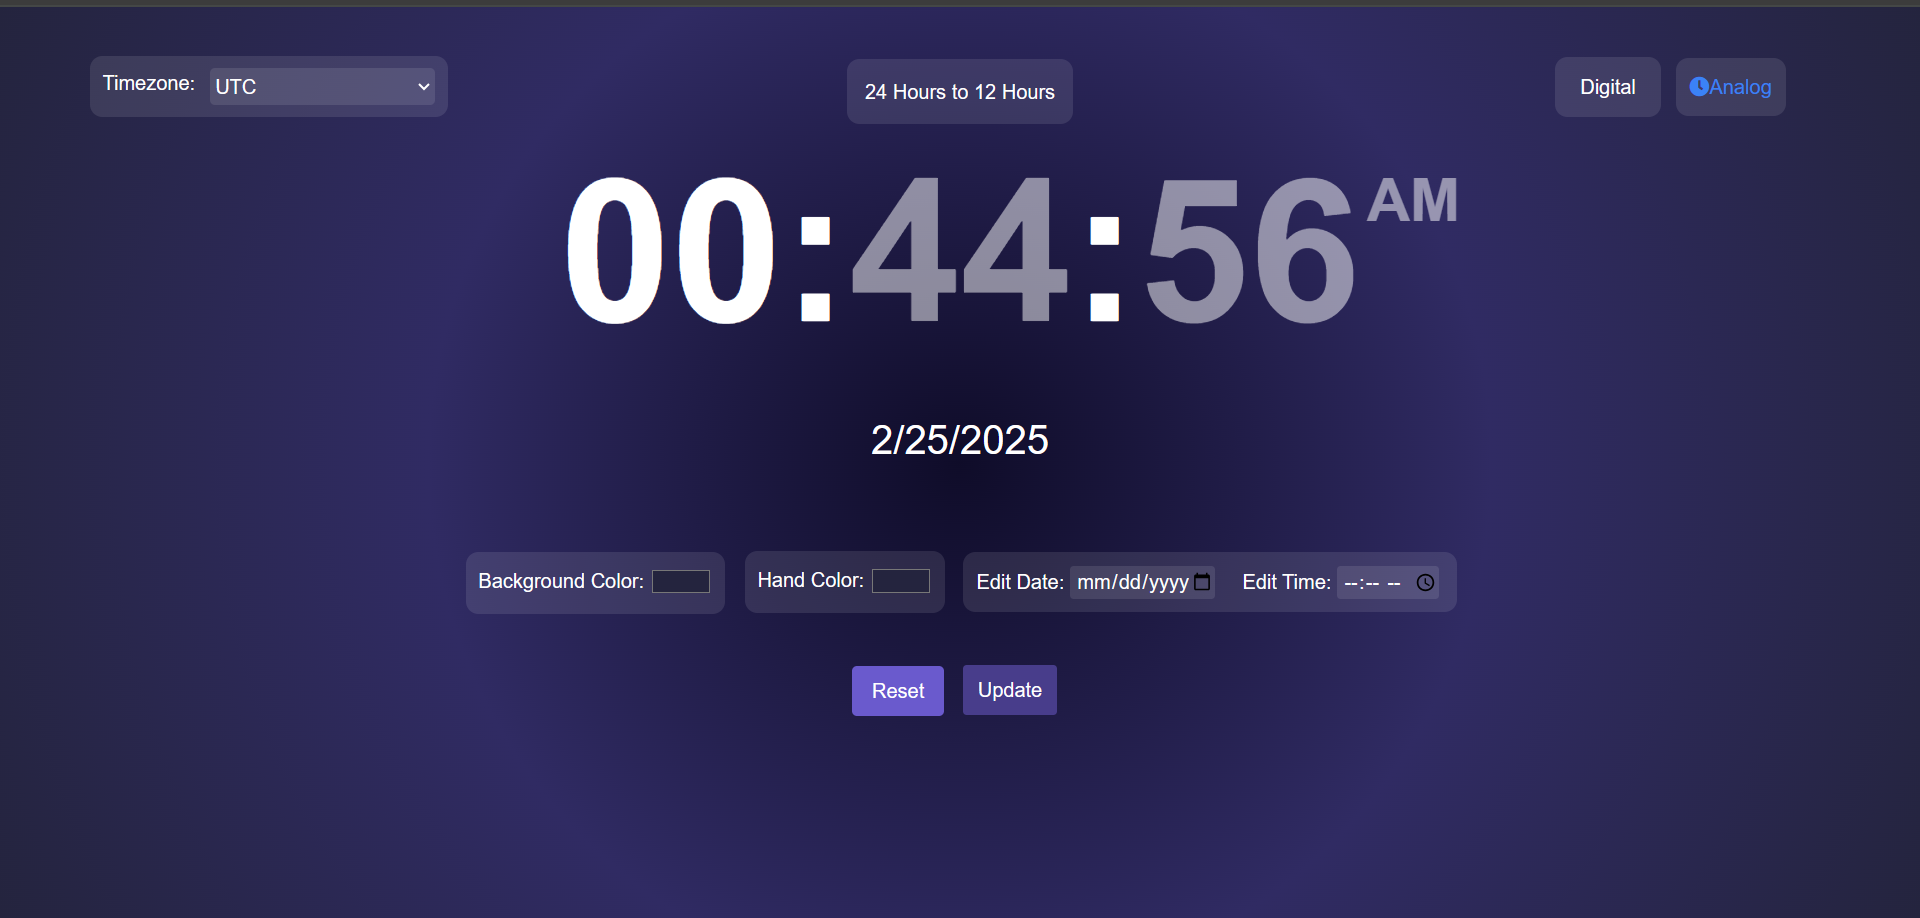 Timezone: UTC
24 Hours to 12 Hours
Digital
Analog
00:44:56 AM
2/25/2025
Background Color:
Hand Color:
Edit Date: mm/dd/yyyy
Edit Time: --:-- --
Reset
Update